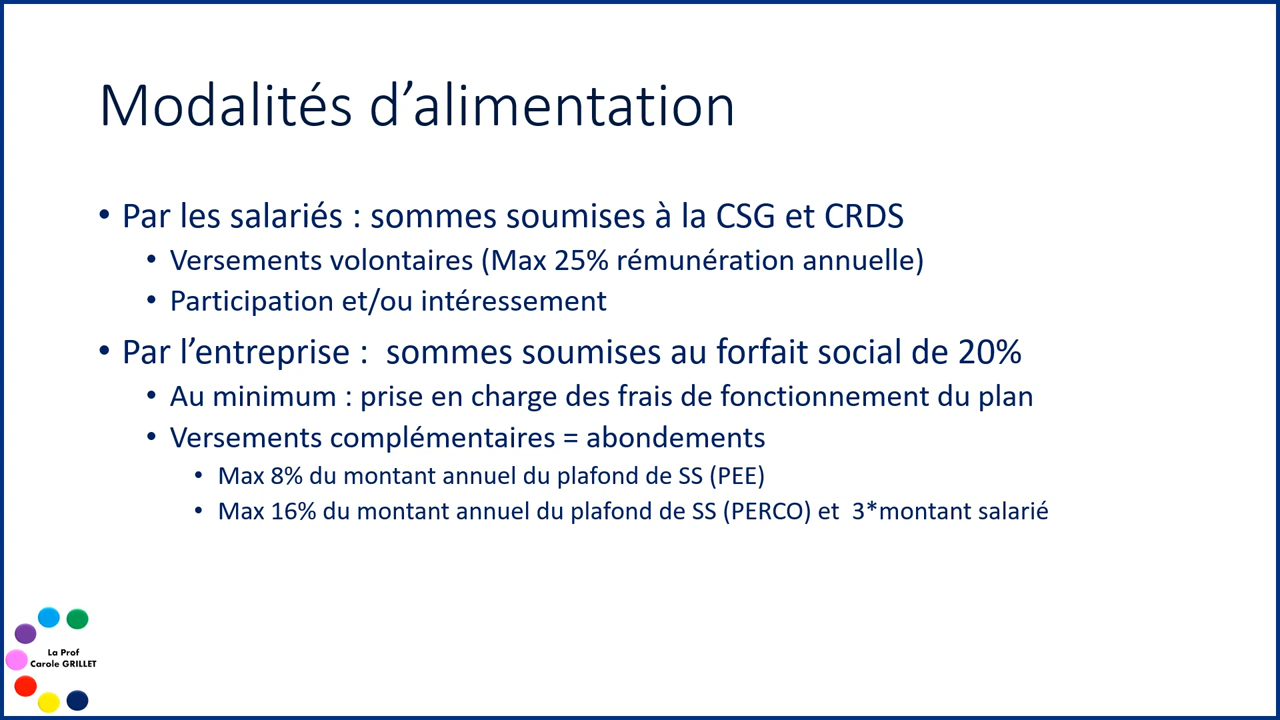 Modalités d’alimentation
• Par les salariés : sommes soumises à la CSG et CRDS
• Versements volontaires (Max 25% rémunération annuelle)
• Participation et/ou intéressement
• Par l’entreprise :  sommes soumises au forfait social de 20%
• Au minimum : prise en charge des frais de fonctionnement du plan
• Versements complémentaires = abondements
• Max 8% du montant annuel du plafond de SS (PEE)
• Max 16% du montant annuel du plafond de SS (PERCO) et  3*montant salarié
La Prof
Carole GRILLET